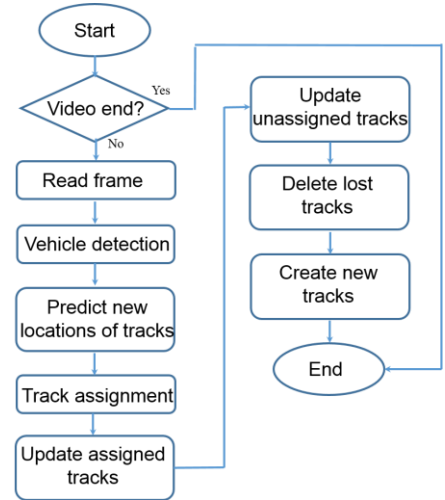 Start
Video end?
Yes
No
Read frame
Vehicle detection
Predict new
locations of tracks
Track assignment
Update assigned
tracks
Update
unassigned tracks
Delete lost
tracks
Create new
tracks
End